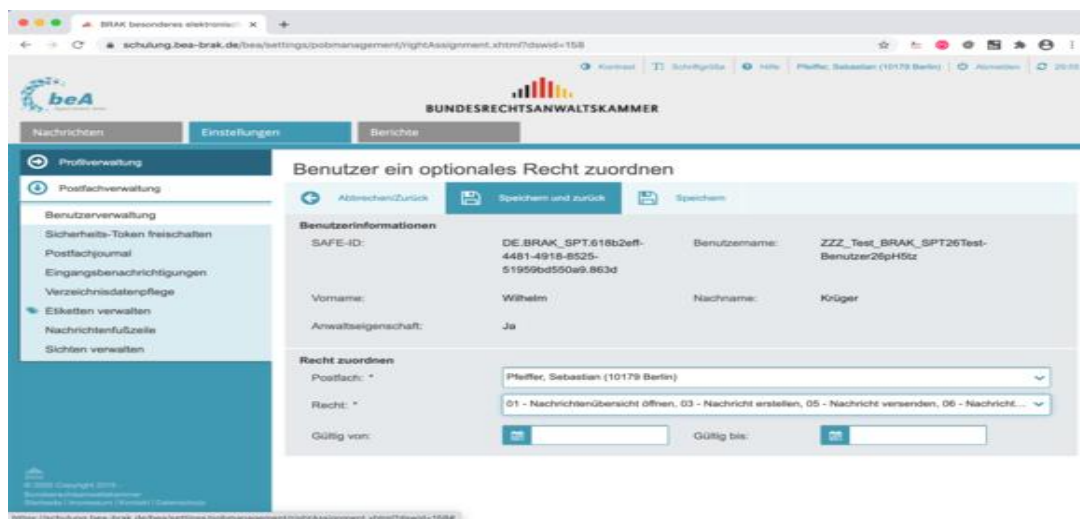 BRAK besonderes elektronisch
schulung.bea-brak.de/bea/settings/pobmanagement/rightAssignment.xhtml?dswid=158
Kontrast Schriftgröße Hilfe Pfeiffer, Sebastian (10179 Berlin) Abmelden
beA
BUNDESRECHTSANWALTSKAMMER
Nachrichten Einstellungen Berichte
Profilverwaltung
Postfachverwaltung
Benutzerverwaltung
Sicherheits-Token freischalten
Postfachjournal
Eingangsbenachrichtigungen
Verzeichnisdatenpflege
Etiketten verwalten
Nachrichtenfußzeile
Sichten verwalten
Benutzer ein optionales Recht zuordnen
Abbrechen/Zurück Speichern und zurück Speichern
Benutzerinformationen
SAFE-ID: DE.BRAK_SPT.618b2eff-
4481-4918-8525-
51959bd550a9.863d
Benutzername: ZZZ_Test_BRAK_SPT26Test-
Benutzer26pH5tz
Vorname: Wilhelm Nachname: Krüger
Anwaltseigenschaft: Ja
Recht zuordnen
Postfach: * Pfeiffer, Sebastian (10179 Berlin)
Recht: * 01 - Nachrichtenübersicht öffnen, 03 - Nachricht erstellen, 05 - Nachricht versenden, 06 - Nachricht...
Gültig von: Gültig bis:
Bundesrechtsanwaltskammer
Startseite | Impressum | Kontakt | Datenschutz